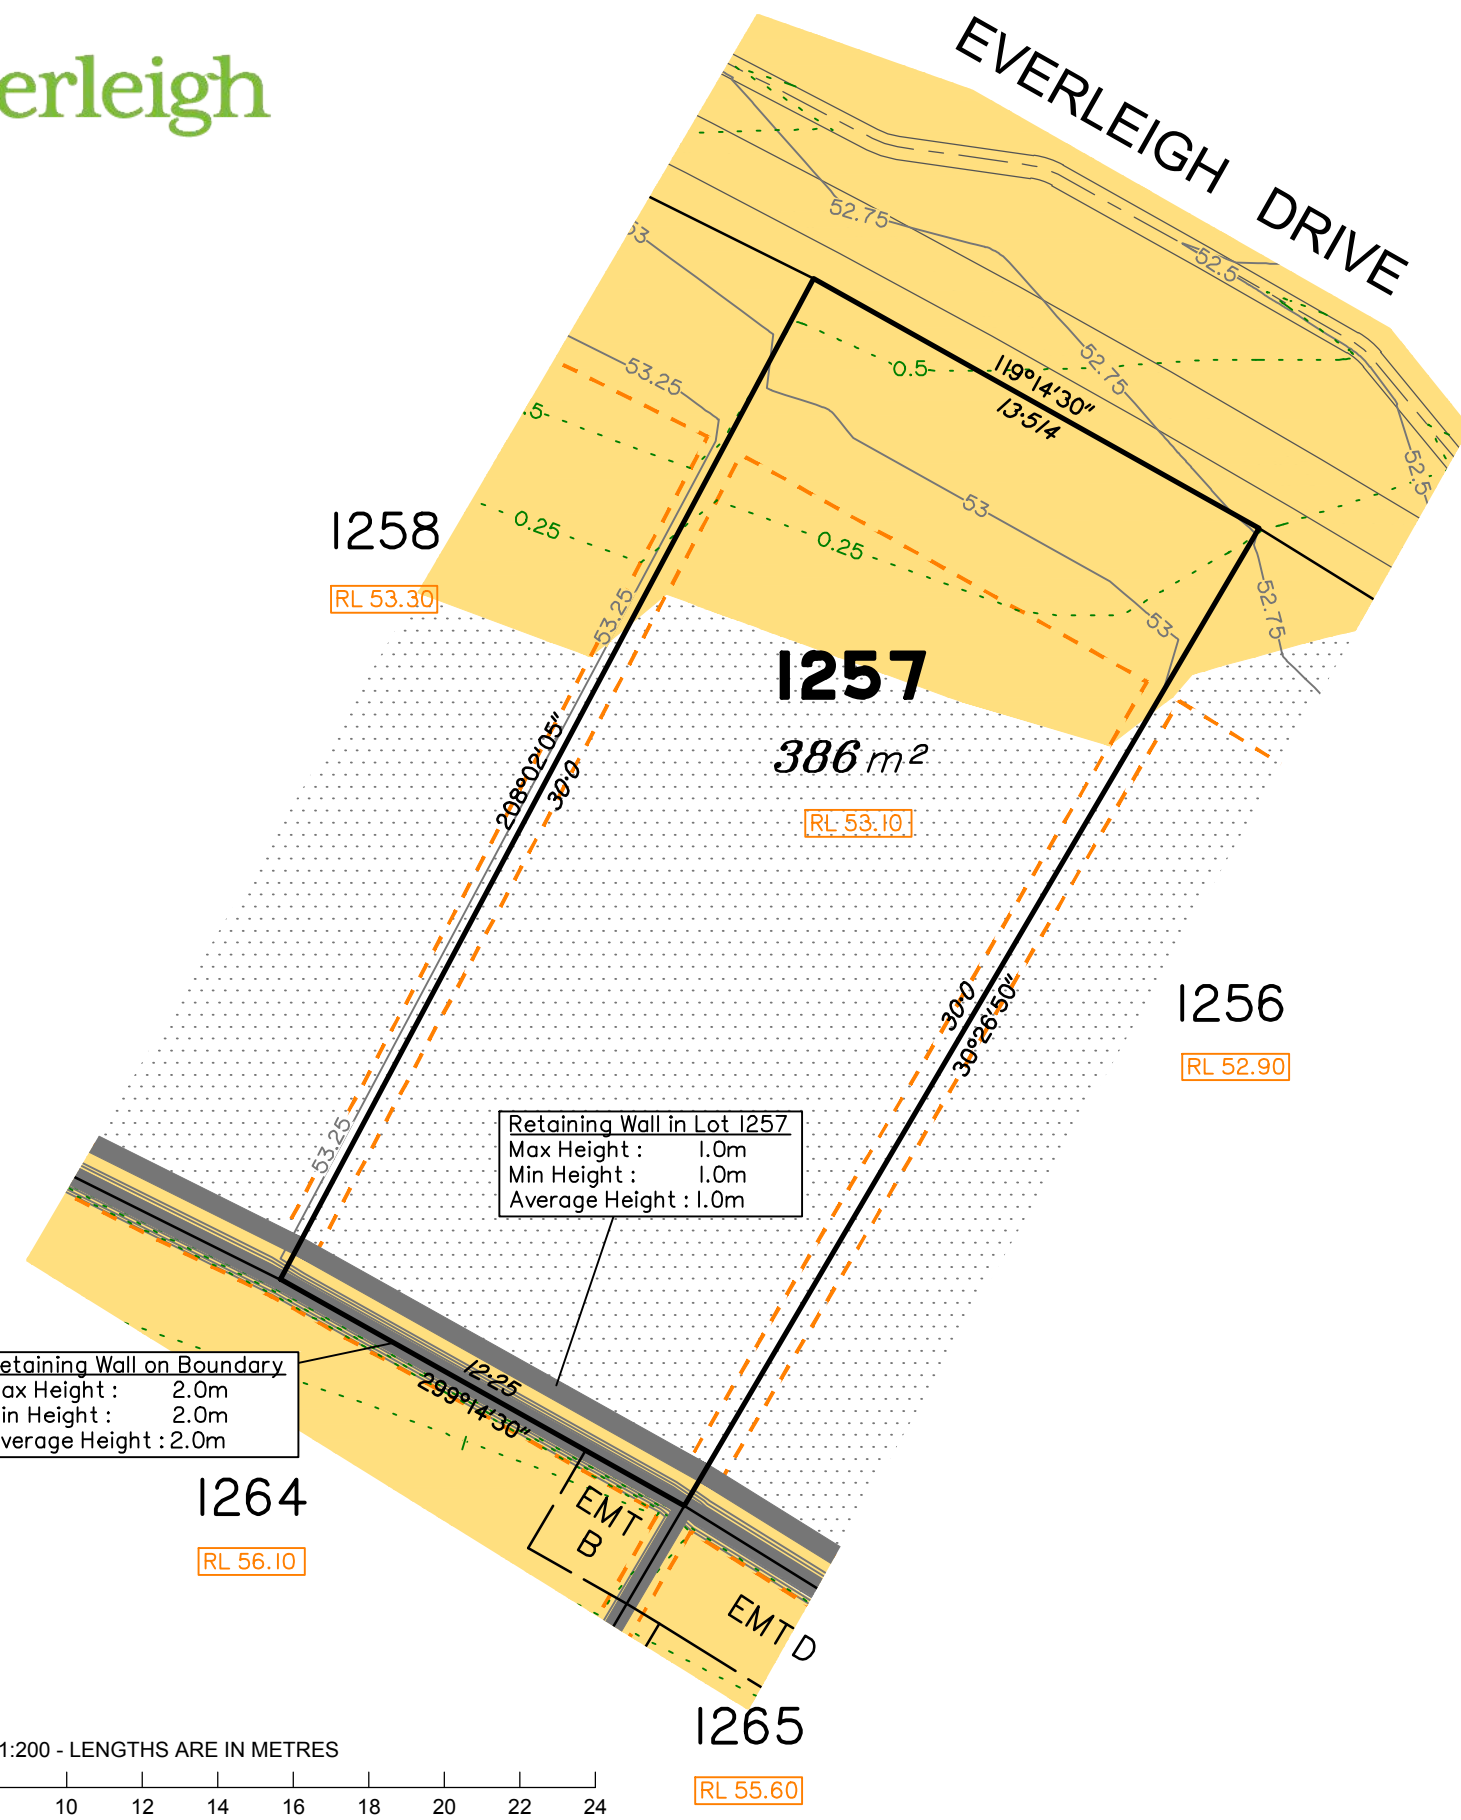 erleigh
EVERLEIGH DRIVE
52.75
53
52.5
52.75
53.25
0.5
119°14'30"
13·514
.5
52.5
53
1258
0.25
0.25
RL 53.30
53.25
52.75
53
1257
386 m²
208°02'05"
30·0
RL 53.10
30·0
30°26'50"
1256
RL 52.90
53.25
Retaining Wall in Lot 1257
Max Height : 1.0m
Min Height : 1.0m
Average Height : 1.0m
etaining Wall on Boundary
ax Height : 2.0m
in Height : 2.0m
verage Height : 2.0m
12·25
299°14'30"
1
1264
RL 56.10
EMT
B
EMT D
1265
RL 55.60
1:200 - LENGTHS ARE IN METRES
10 12 14 16 18 20 22 24